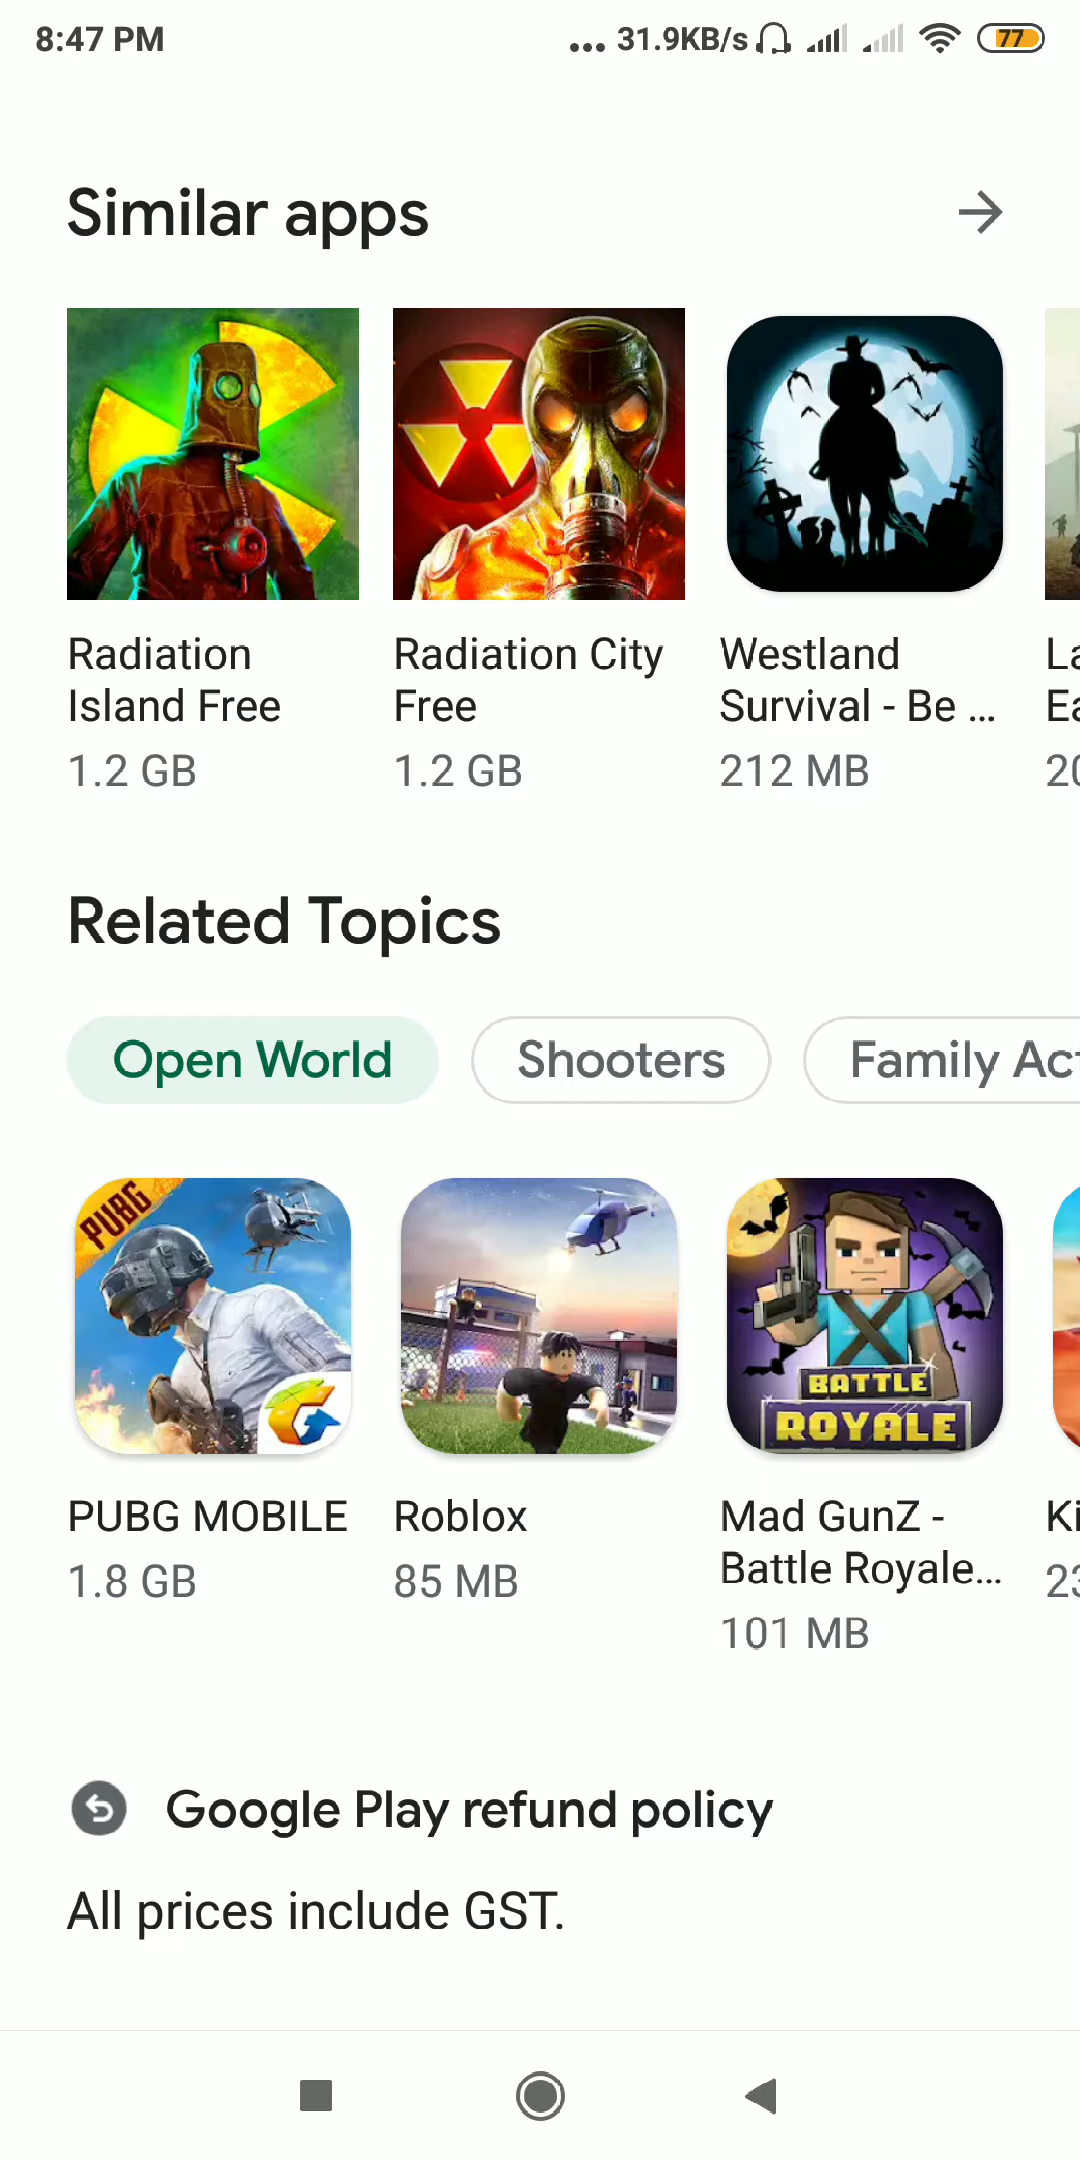 8:47 PM
... 31.9KB/s 77
Similar apps
Radiation Island Free
1.2 GB
Radiation City Free
1.2 GB
Westland Survival - Be ...
212 MB
Related Topics
Open World
Shooters
Family Act
PUBG
BATTLE
ROYALE
PUBG MOBILE
1.8 GB
Roblox
85 MB
Mad GunZ -
Battle Royale...
101 MB
Google Play refund policy
All prices include GST.